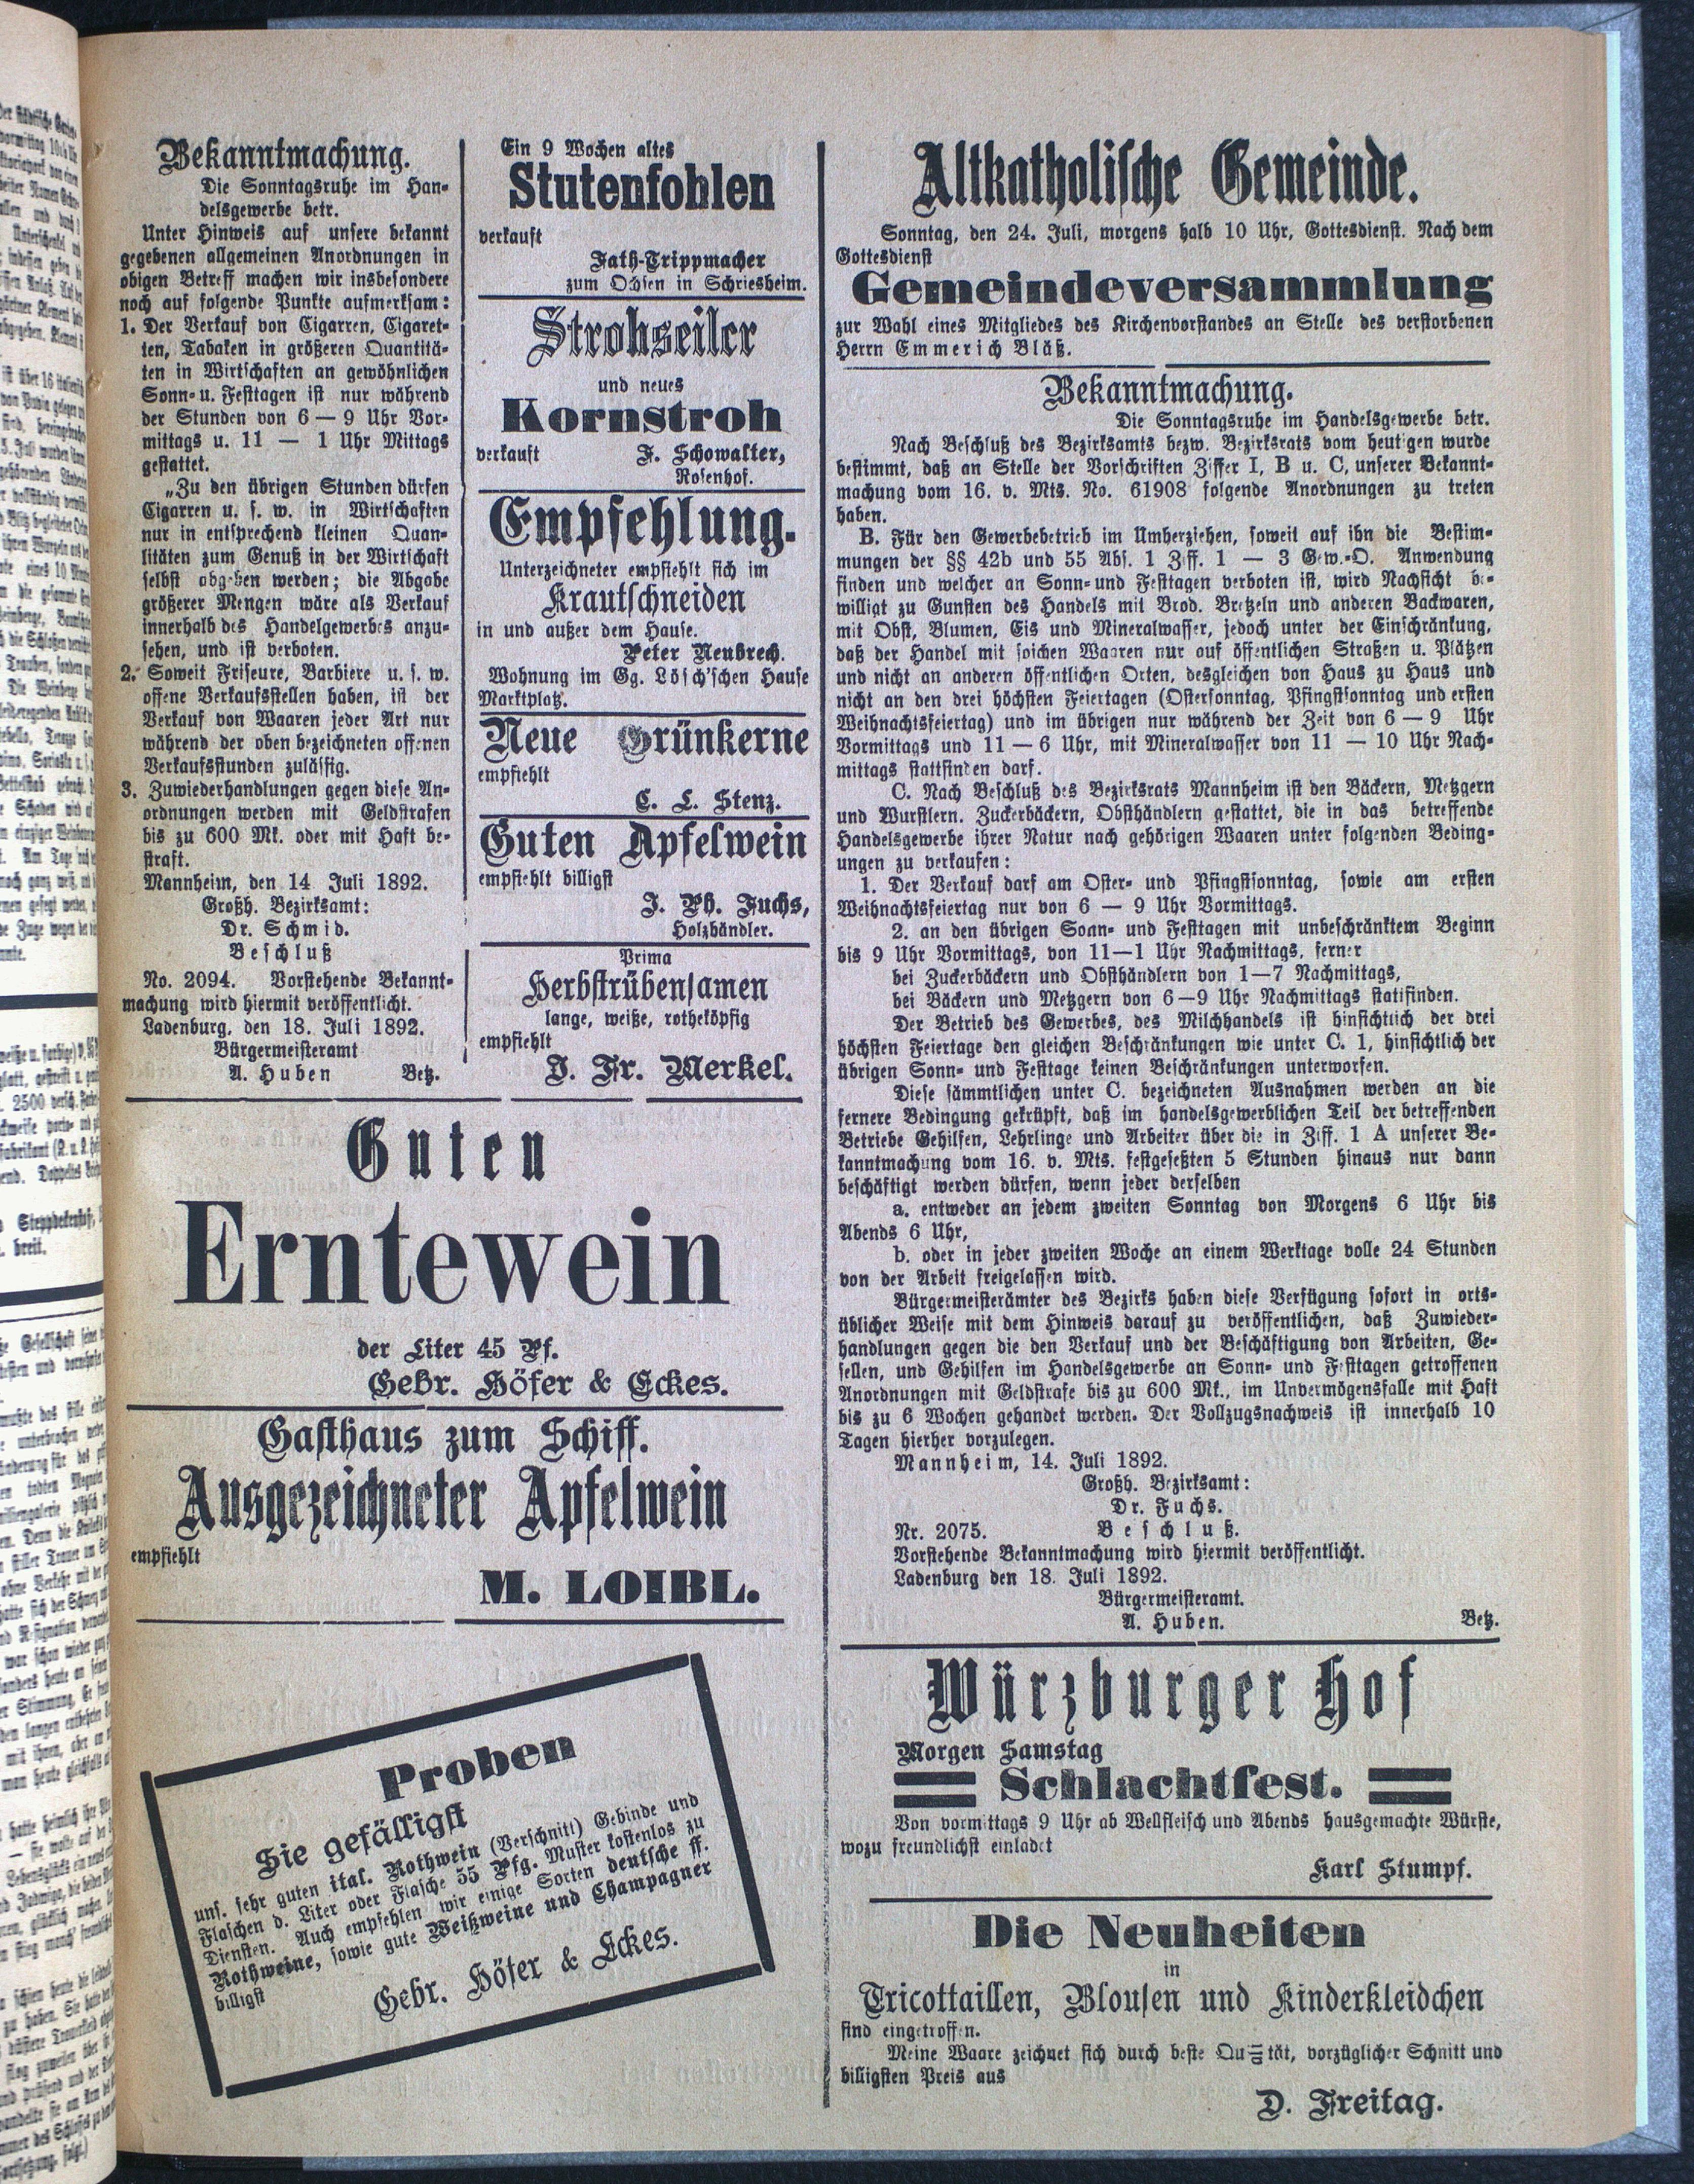 Bekanntmachung.
Die Sonntagsruhe im Han-
delsgewerbe betr.
Unter Hinweis auf unsere bekannt
gegebenen allgemeinen Anordnungen in
obigen Betreff machen wir insbesondere
noch auf folgende Punkte aufmerksam:
1. Der Verkauf von Cigarren, Cigaret-
ten, Tabaken in größeren Quantitä-
ten in Wirtschaften an gewöhnlichen
Sonn- u. Festtagen ist nur während
der Stunden von 6 — 9 Uhr Vor-
mittags u. 11 — 1 Uhr Mittags
gestattet.
„Zu den übrigen Stunden dürfen
Cigarren u. s. w. in Wirtschaften
nur in entsprechend kleinen Quan-
litäten zum Genuß in der Wirtschaft
selbst abgeben werden; die Abgabe
größerer Mengen wäre als Verkauf
innerhalb des Handelgewerbes anzu-
sehen, und ist verboten.
2. Soweit Friseure, Barbiere u. s. w.
offene Verkaufsstellen haben, ist der
Verkauf von Waaren jeder Art nur
während der oben bezeichneten offenen
Verkaufsstunden zulässig.
3. Zuwiederhandlungen gegen diese An-
ordnungen werden mit Geldstrafen
bis zu 600 Mk. oder mit Haft be-
straft.
Mannheim, den 14 Juli 1892.
Großh. Bezirksamt:
Dr. Schmid.
Beschluß
No. 2094. Vorstehende Bekannt-
machung wird hiermit veröffentlicht.
Ladenburg, den 18. Juli 1892.
Bürgermeisteramt
A. Huben Betz.
Ein 9 Wochen altes
Stutenfohlen
verkauft
Fath-Trippmacher
zum Ochsen in Schriesheim.
Strohseiler
und neues
Kornstroh
verkauft F. Schowalter,
Rosenhof.
Empfehlung.
Unterzeichneter empfiehlt sich im
Krautschneiden
in und außer dem Hause.
Peter Neubrech.
Wohnung im Gg. Lösch'schen Hause
Marktplatz.
Neue Grünkerne
empfiehlt
C. L. Stenz.
Guten Apfelwein
empfiehlt billigst
J. Ph. Fuchs,
Holzhändler.
Prima
Herbstrübensamen
lange, weiße, rotheköpfig
empfiehlt
J. Fr. Merkel.
Guten
Erntewein
der Liter 45 Pf.
Gebr. Höfer & Eckes.
Gasthaus zum Schiff.
Ausgezeichneter Apfelwein
empfiehlt
M. LOIBL.
Proben
Sie gefälligst
uns. sehr guten ital. Rothwein (Verschnitt) Gebinde und
Flaschen d. Liter oder Flasche 55 Pfg. Muster kostenlos zu
Diensten. Auch empfehlen wir einige Sorten deutsche ff.
Rothweine, sowie gute Weißweine und Champagner
billigst
Gebr. Höfer & Eckes.
Altkatholische Gemeinde.
Sonntag, den 24. Juli, morgens halb 10 Uhr, Gottesdienst. Nach dem
Gottesdienst
Gemeindeversammlung
zur Wahl eines Mitgliedes des Kirchenvorstandes an Stelle des verstorbenen
Herrn Emmerich Bläß.
Bekanntmachung.
Die Sonntagsruhe im Handelsgewerbe betr.
Nach Beschluß des Bezirksamts bezw. Bezirksrats vom heutigen wurde
bestimmt, daß an Stelle der Vorschriften Ziffer I, B u. C, unserer Bekannt-
machung vom 16. v. Mts. No. 61908 folgende Anordnungen zu treten
haben.
B. Für den Gewerbebetrieb im Umherziehen, soweit auf ihn die Bestim-
mungen der §§ 42b und 55 Abs. 1 Ziff. 1 — 3 Gew.-O. Anwendung
finden und welcher an Sonn- und Festtagen verboten ist, wird Nachsicht be-
willigt zu Gunsten des Handels mit Brod. Bretzeln und anderen Backwaren,
mit Obst, Blumen, Eis und Mineralwasser, jedoch unter der Einschränkung,
daß der Handel mit solchen Waaren nur auf öffentlichen Straßen u. Plätzen
und nicht an anderen öffentlichen Orten, desgleichen von Haus zu Haus und
nicht an den drei höchsten Feiertagen (Ostersonntag, Pfingstsonntag und ersten
Weihnachtsfeiertag) und im übrigen nur während der Zeit von 6 — 9 Uhr
Vormittags und 11 — 6 Uhr, mit Mineralwasser von 11 — 10 Uhr Nach-
mittags stattfinden darf.
C. Nach Beschluß des Bezirksrats Mannheim ist den Bäckern, Metzgern
und Wurstlern. Zuckerbäckern, Obsthändlern gestattet, die in das betreffende
Handelsgewerbe ihrer Natur nach gehörigen Waaren unter folgenden Beding-
ungen zu verkaufen:
1. Der Verkauf darf am Oster- und Pfingstsonntag, sowie am ersten
Weihnachtsfeiertag nur von 6 — 9 Uhr Vormittags.
2. an den übrigen Sonn- und Festtagen mit unbeschränktem Beginn
bis 9 Uhr Vormittags, von 11—1 Uhr Nachmittags, ferner
bei Zuckerbäckern und Obsthändlern von 1—7 Nachmittags,
bei Bäckern und Metzgern von 6—9 Uhr Nachmittags stattfinden.
Der Betrieb des Gewerbes, des Milchhandels ist hinsichtlich der drei
höchsten Feiertage den gleichen Beschränkungen wie unter C. 1, hinsichtlich der
übrigen Sonn- und Festtage keinen Beschränkungen unterworfen.
Diese sämmtlichen unter C. bezeichneten Ausnahmen werden an die
fernere Bedingung geknüpft, daß im handelsgewerblichen Teil der betreffenden
Betriebe Gehilfen, Lehrlinge und Arbeiter über die in Ziff. 1 A unserer Be-
kanntmachung vom 16. v. Mts. festgesetzten 5 Stunden hinaus nur dann
beschäftigt werden dürfen, wenn jeder derselben
a. entweder an jedem zweiten Sonntag von Morgens 6 Uhr bis
Abends 6 Uhr,
b. oder in jeder zweiten Woche an einem Werktage volle 24 Stunden
von der Arbeit freigelassen wird.
Bürgermeisterämter des Bezirks haben diese Verfügung sofort in orts-
üblicher Weise mit dem Hinweis darauf zu veröffentlichen, daß Zuwieder-
handlungen gegen die den Verkauf und der Beschäftigung von Arbeiten, Ge-
sellen, und Gehilfen im Handelsgewerbe an Sonn- und Festtagen getroffenen
Anordnungen mit Geldstrafe bis zu 600 Mk., im Unvermögensfalle mit Haft
bis zu 6 Wochen gehandet werden. Der Vollzugsnachweis ist innerhalb 10
Tagen hierher vorzulegen.
Mannheim, 14. Juli 1892.
Großh. Bezirksamt:
Dr. Fuchs.
Nr. 2075. Beschluß.
Vorstehende Bekanntmachung wird hiermit veröffentlicht.
Ladenburg den 18. Juli 1892.
Bürgermeisteramt.
A. Huben. Betz.
Würzburger Hof
Morgen Samstag
Schlachtfest.
Von vormittags 9 Uhr ab Wellfleisch und Abends hausgemachte Würste,
wozu freundlichst einladet
Karl Stumpf.
Die Neuheiten
in
Tricottaillen, Blousen und Kinderkleidchen
sind eingetroffen.
Meine Waare zeichnet sich durch beste Qualität, vorzüglicher Schnitt und
billigsten Preis aus
D. Freitag.